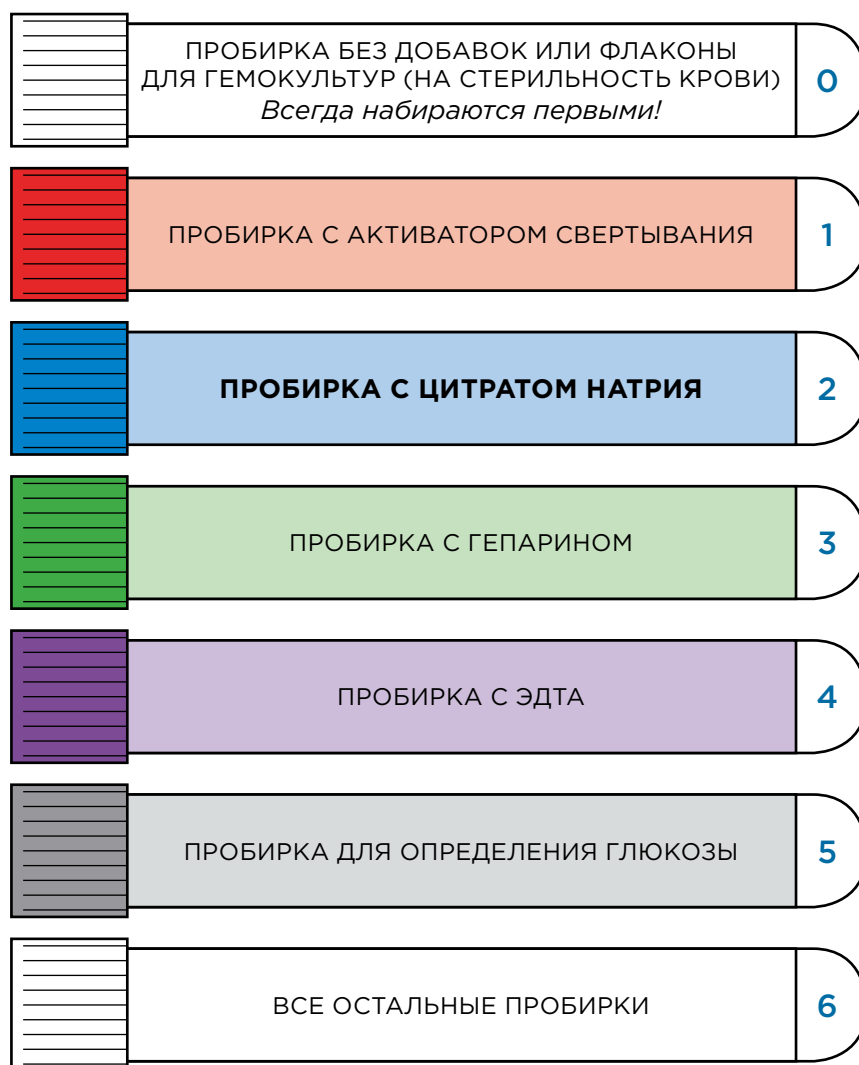 ПРОБИРКА БЕЗ ДОБАВОК ИЛИ ФЛАКОНЫ
ДЛЯ ГЕМОКУЛЬТУР (НА СТЕРИЛЬНОСТЬ КРОВИ)
Всегда набираются первыми!
0
ПРОБИРКА С АКТИВАТОРОМ СВЕРТЫВАНИЯ
1
ПРОБИРКА С ЦИТРАТОМ НАТРИЯ
2
ПРОБИРКА С ГЕПАРИНОМ
3
ПРОБИРКА С ЭДТА
4
ПРОБИРКА ДЛЯ ОПРЕДЕЛЕНИЯ ГЛЮКОЗЫ
5
ВСЕ ОСТАЛЬНЫЕ ПРОБИРКИ
6